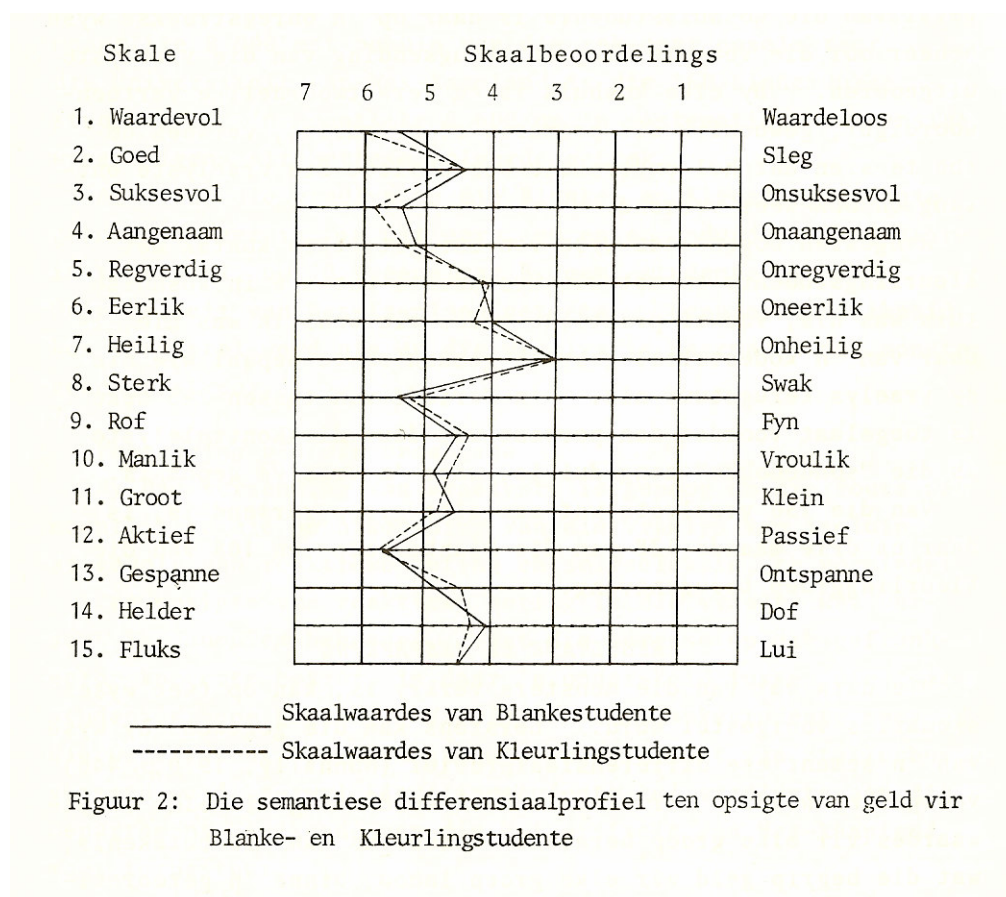 Skale Skaalbeoordelings
7 6 5 4 3 2 1
1. Waardevol Waardeloos
2. Goed Sleg
3. Suksesvol Onsuksesvol
4. Aangenaam Onaangenaam
5. Regverdig Onregverdig
6. Eerlik Oneerlik
7. Heilig Onheilig
8. Sterk Swak
9. Rof Fyn
10. Manlik Vroulik
11. Groot Klein
12. Aktief Passief
13. Gespanne Ontspanne
14. Helder Dof
15. Fluks Lui
Skaalwaardes van Blankestudente
Skaalwaardes van Kleurlingstudente
Figuur 2: Die semantiese differensiaalprofiel ten opsigte van geld vir
Blanke- en Kleurlingstudente